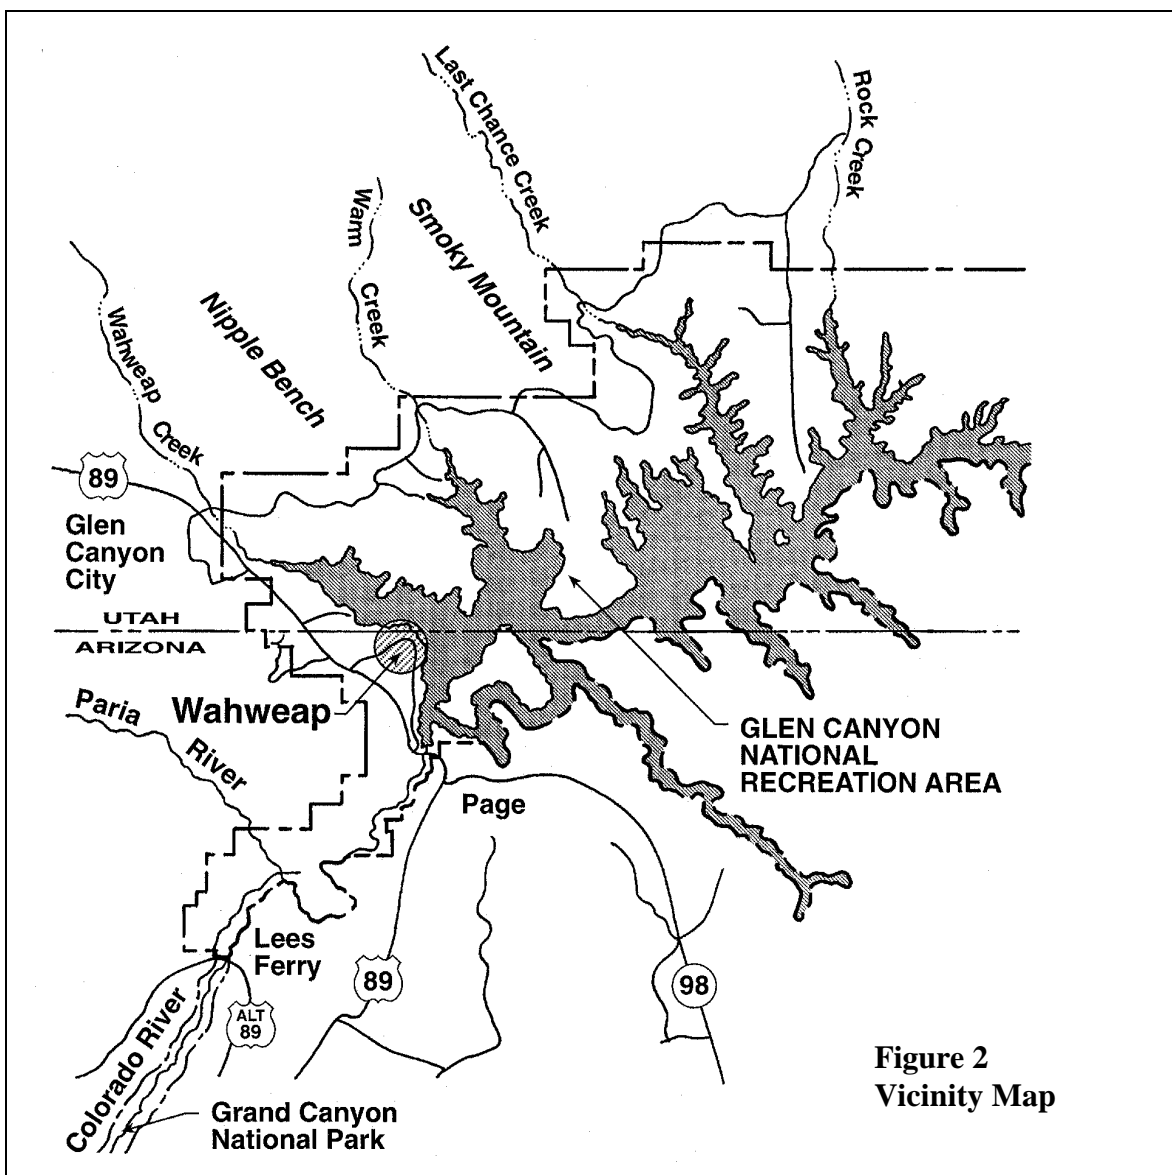 Last Chance Creek
Rock Creek
Warm
Creek
Smoky Mountain
Nipple Bench
Wahweap
Creek
89
Glen
Canyon
City
UTAH
ARIZONA
Wahweap
Paria
River
GLEN CANYON
NATIONAL
RECREATION AREA
Page
Lees
Ferry
89
98
ALT
89
Colorado River
Grand Canyon
National Park
Figure 2
Vicinity Map